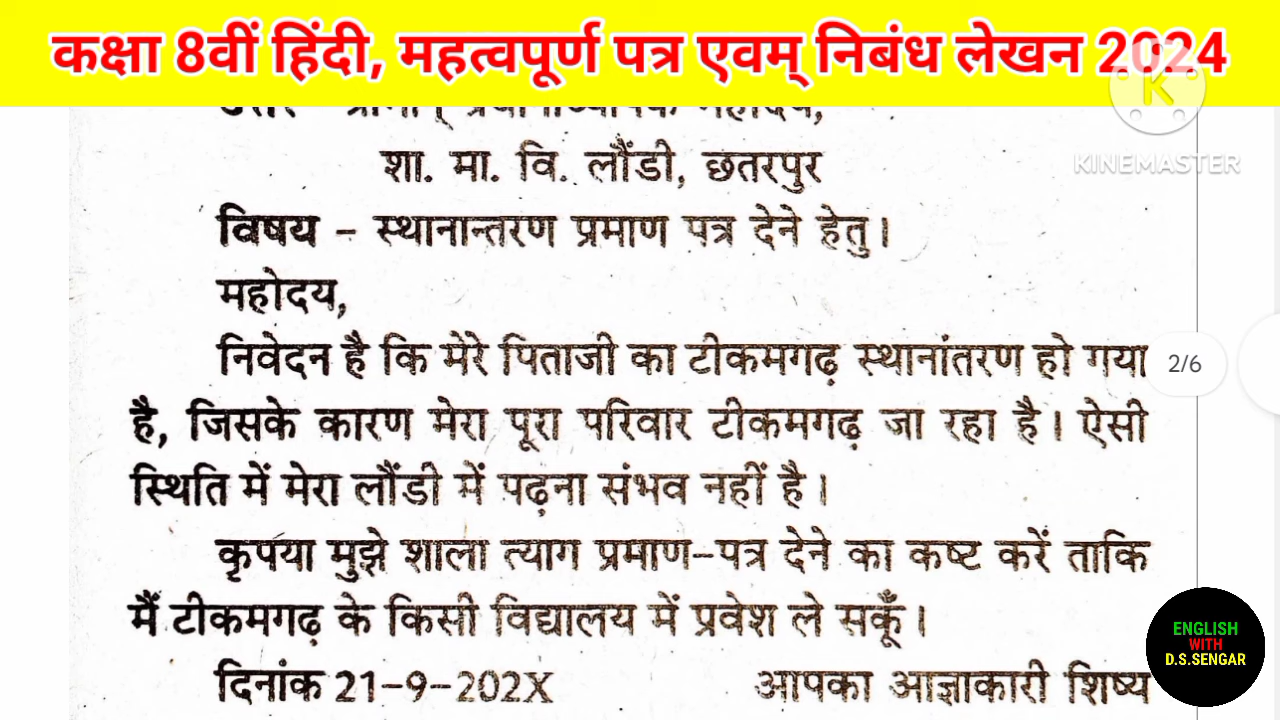 कक्षा 8वीं हिंदी, महत्वपूर्ण पत्र एवम् निबंध लेखन 2024
K
KINEMASTER
शा. मा. वि. लौंडी, छतरपुर
विषय – स्थानान्तरण प्रमाण पत्र देने हेतु।
महोदय,
निवेदन है कि मेरे पिताजी का टीकमगढ़ स्थानांतरण हो गया
2/6
है, जिसके कारण मेरा पूरा परिवार टीकमगढ़ जा रहा है। ऐसी
स्थिति में मेरा लौंडी में पढ़ना संभव नहीं है।
कृपया मुझे शाला त्याग प्रमाण-पत्र देने का कष्ट करें ताकि
मैं टीकमगढ़ के किसी विद्यालय में प्रवेश ले सकूँ।
दिनांक 21-9-202X आपका आज्ञाकारी शिष्य
ENGLISH
WITH
D.S.SENGAR